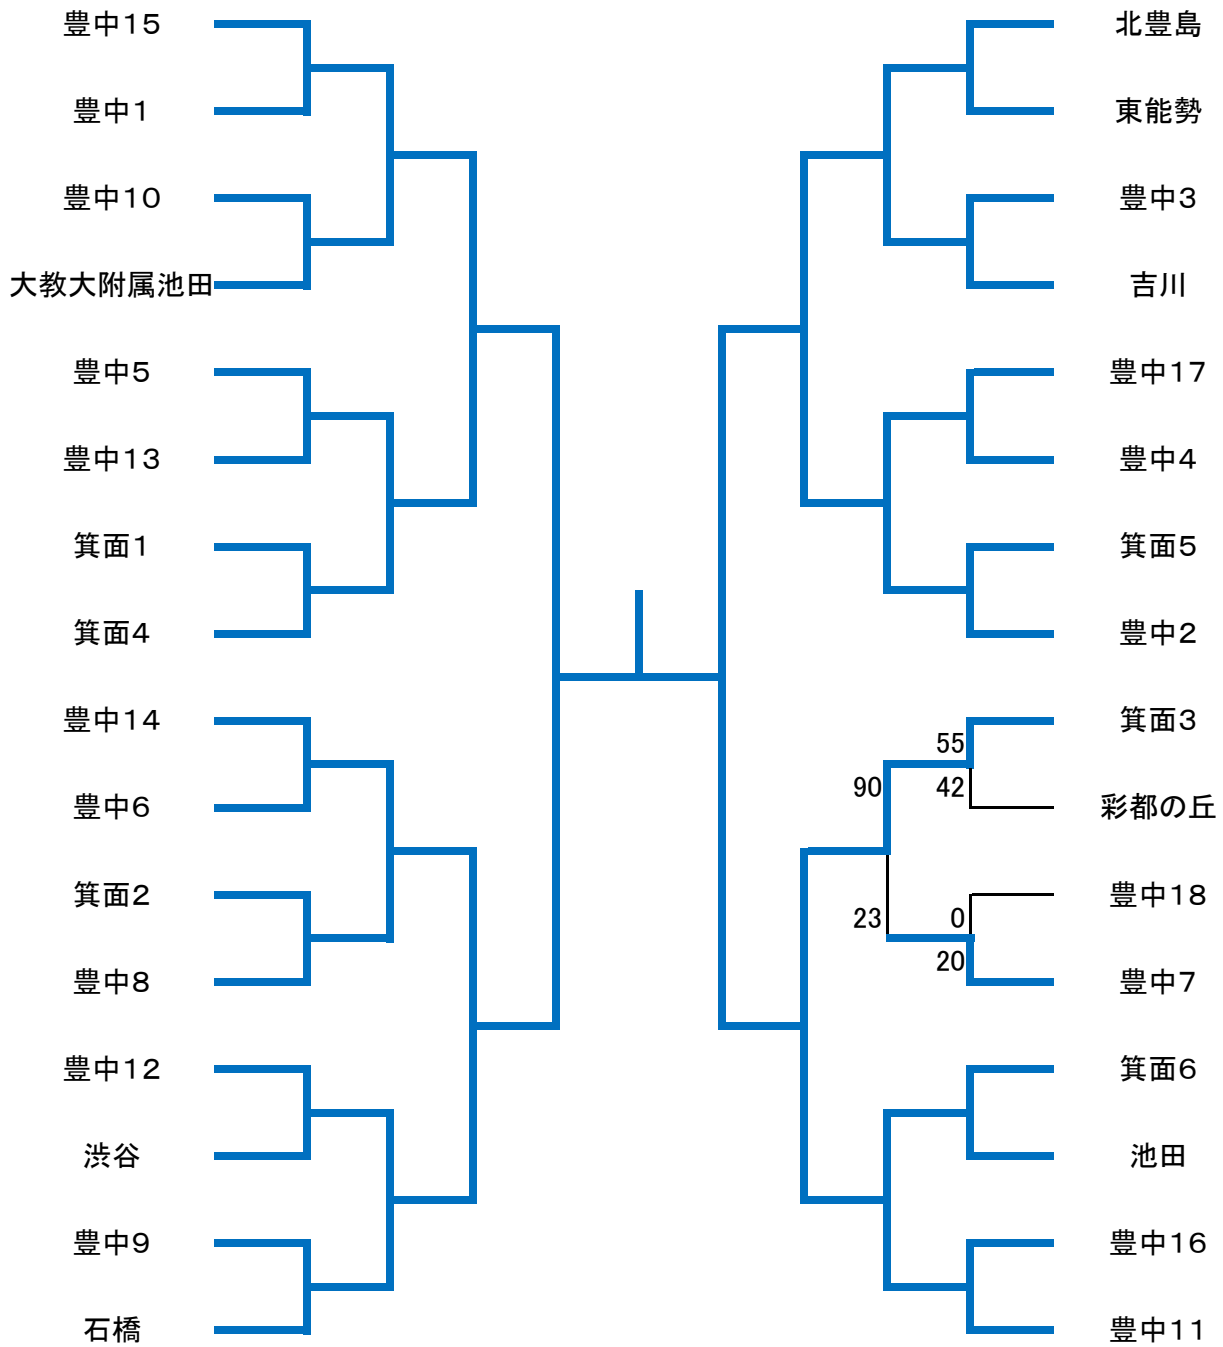 豊中15
豊中1
豊中10
大教大附属池田
豊中5
豊中13
箕面1
箕面4
豊中14
豊中6
箕面2
豊中8
豊中12
渋谷
豊中9
石橋
北豊島
東能勢
豊中3
吉川
豊中17
豊中4
箕面5
豊中2
箕面3
55
90
42
彩都の丘
豊中18
23
0
20
豊中7
箕面6
池田
豊中16
豊中11